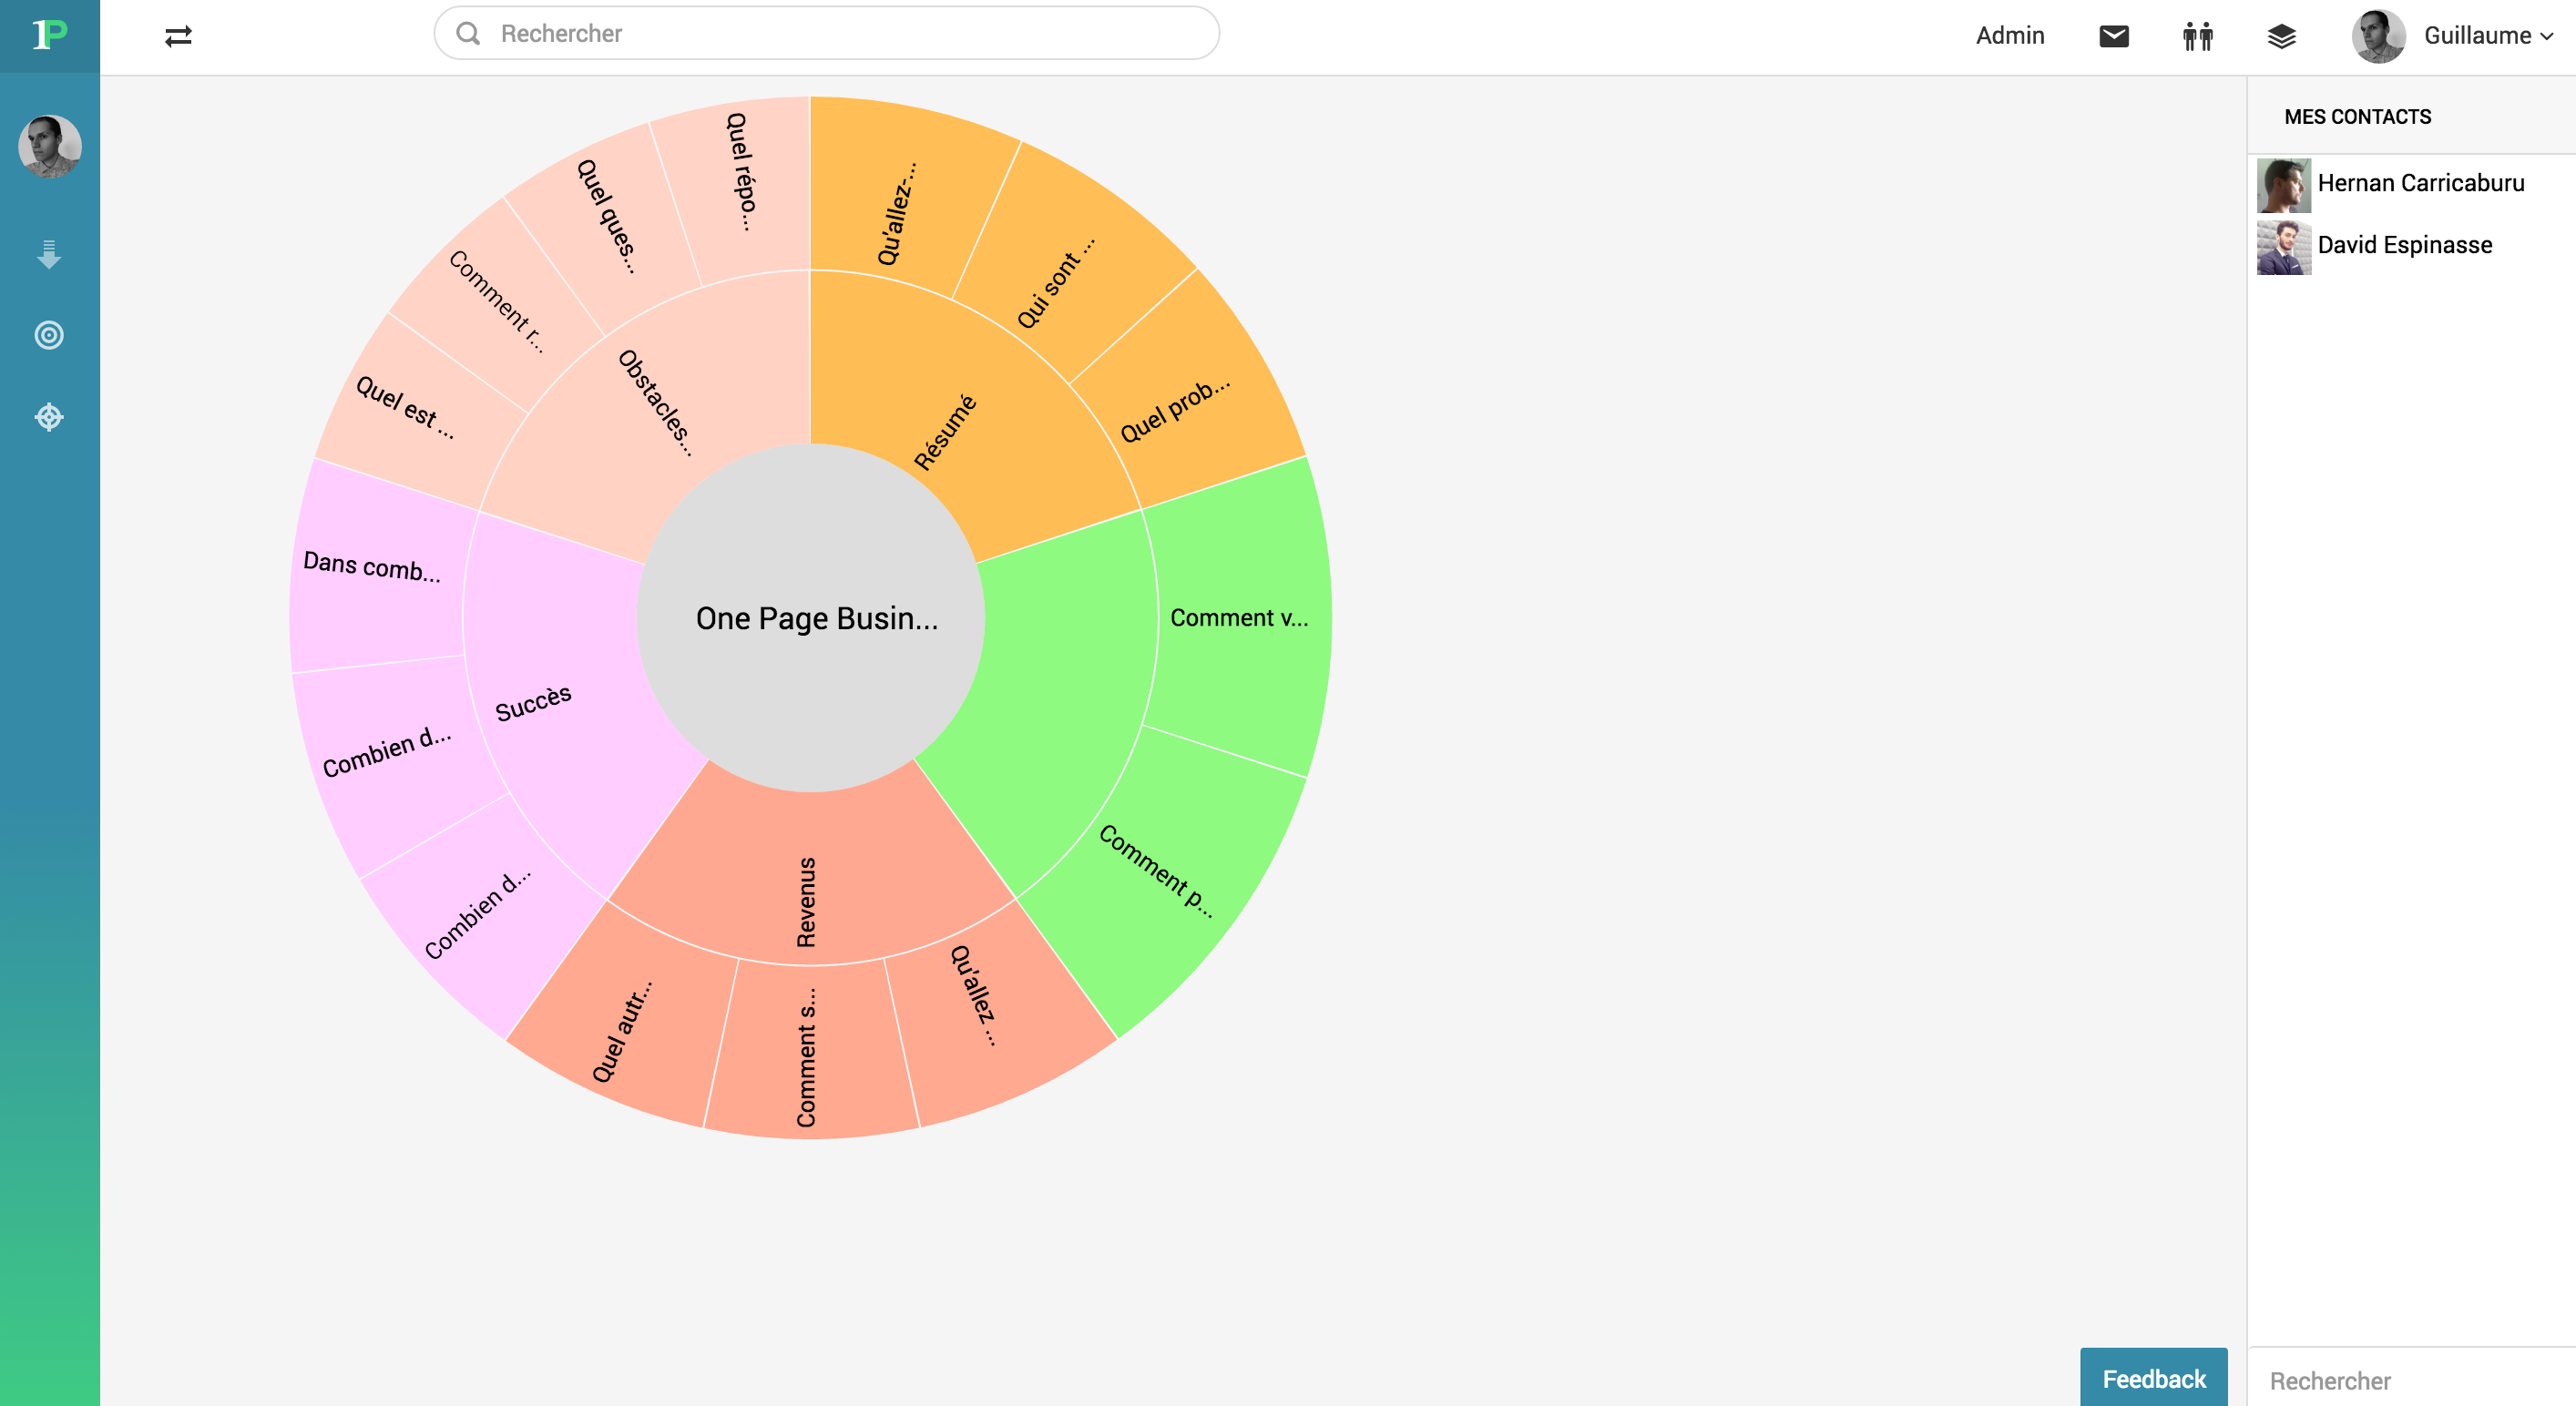 1P
Rechercher
Admin
Guillaume
MES CONTACTS
Hernan Carricaburu
David Espinasse
Quel répo...
Qu'allez-...
Quel ques...
Qui sont ...
Comment r...
Quel prob...
Quel est ...
Obstacles...
Résumé
Dans comb...
One Page Busin...
Comment v...
Succès
Combien d...
Comment p...
Combien d...
Revenus
Quel autr...
Comment s...
Qu'allez ...
Feedback
Rechercher